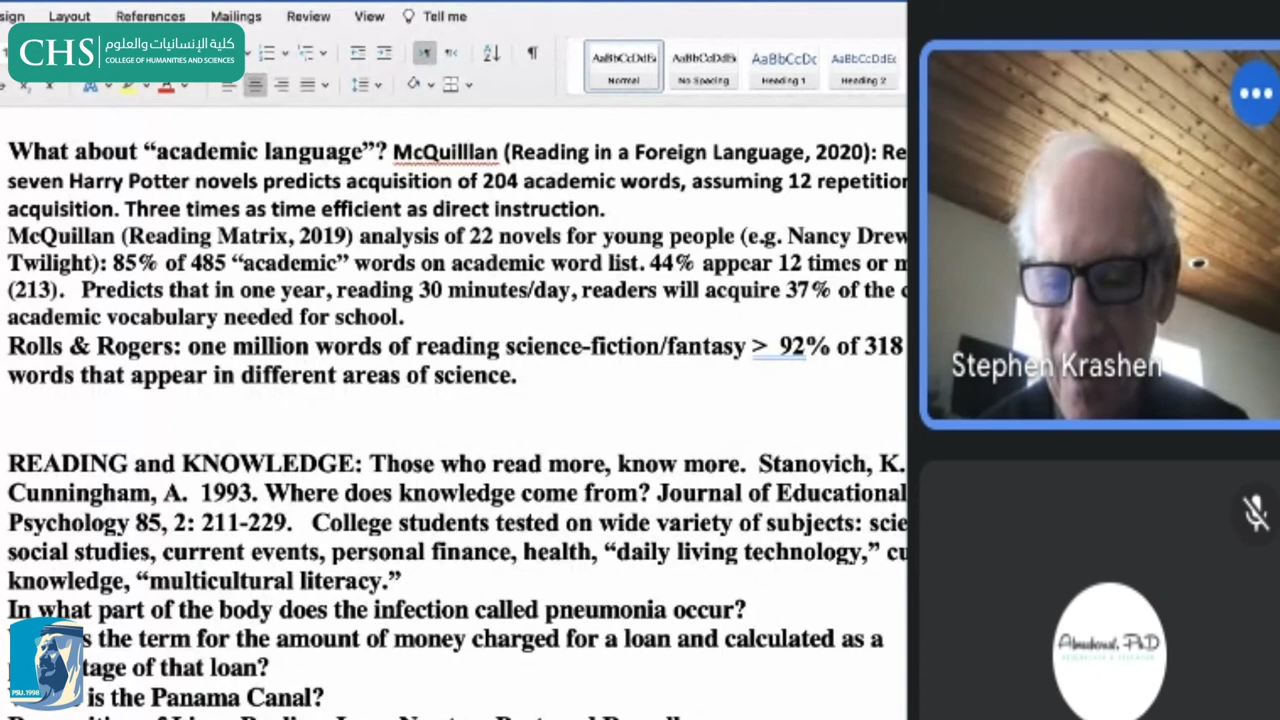 sign Layout References Mailings Review View Tell me
CHS
كلية الإنسانيات والعلوم
COLLEGE OF HUMANITIES AND SCIENCES
AaBbCcDdEe AaBbCcDdEe AaBbCcDc AaBbCcDdEe
Normal No Spacing Heading 1 Heading 2
What about “academic language”? McQuilllan (Reading in a Foreign Language, 2020): Re
seven Harry Potter novels predicts acquisition of 204 academic words, assuming 12 repetition
acquisition. Three times as time efficient as direct instruction.
McQuillan (Reading Matrix, 2019) analysis of 22 novels for young people (e.g. Nancy Drew
Twilight): 85% of 485 “academic” words on academic word list. 44% appear 12 times or m
(213). Predicts that in one year, reading 30 minutes/day, readers will acquire 37% of the
academic vocabulary needed for school.
Rolls & Rogers: one million words of reading science-fiction/fantasy > 92% of 318
words that appear in different areas of science.
READING and KNOWLEDGE: Those who read more, know more. Stanovich, K.
Cunningham, A. 1993. Where does knowledge come from? Journal of Educational
Psychology 85, 2: 211-229. College students tested on wide variety of subjects: scie
social studies, current events, personal finance, health, “daily living technology,” cu
knowledge, “multicultural literacy.”
In what part of the body does the infection called pneumonia occur?
s the term for the amount of money charged for a loan and calculated as a
tage of that loan?
is the Panama Canal?
Stephen Krashen
PSU.1998